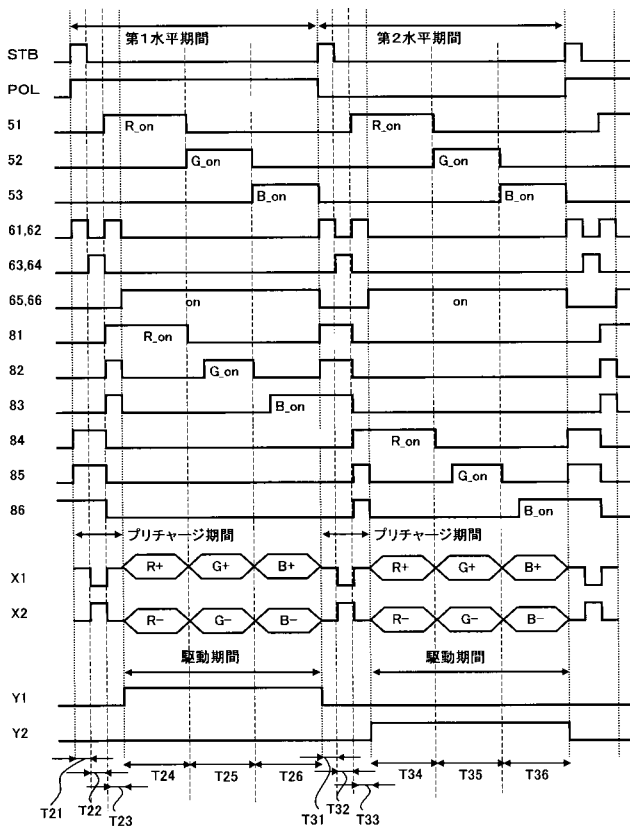 第1水平期間 第2水平期間
STB
POL
51 R_on R_on
52 G_on G_on
53 B_on B_on
61,62
63,64
65,66 on on
81 R_on
82 G_on
83 B_on
84 R_on
85 G_on
86 B_on
プリチャージ期間 プリチャージ期間
X1 R+ G+ B+ R+ G+ B+
X2 R− G− B− R− G− B−
駆動期間 駆動期間
Y1
Y2
T24 T25 T26 T34 T35 T36
T21 T22 T23 T31 T32 T33